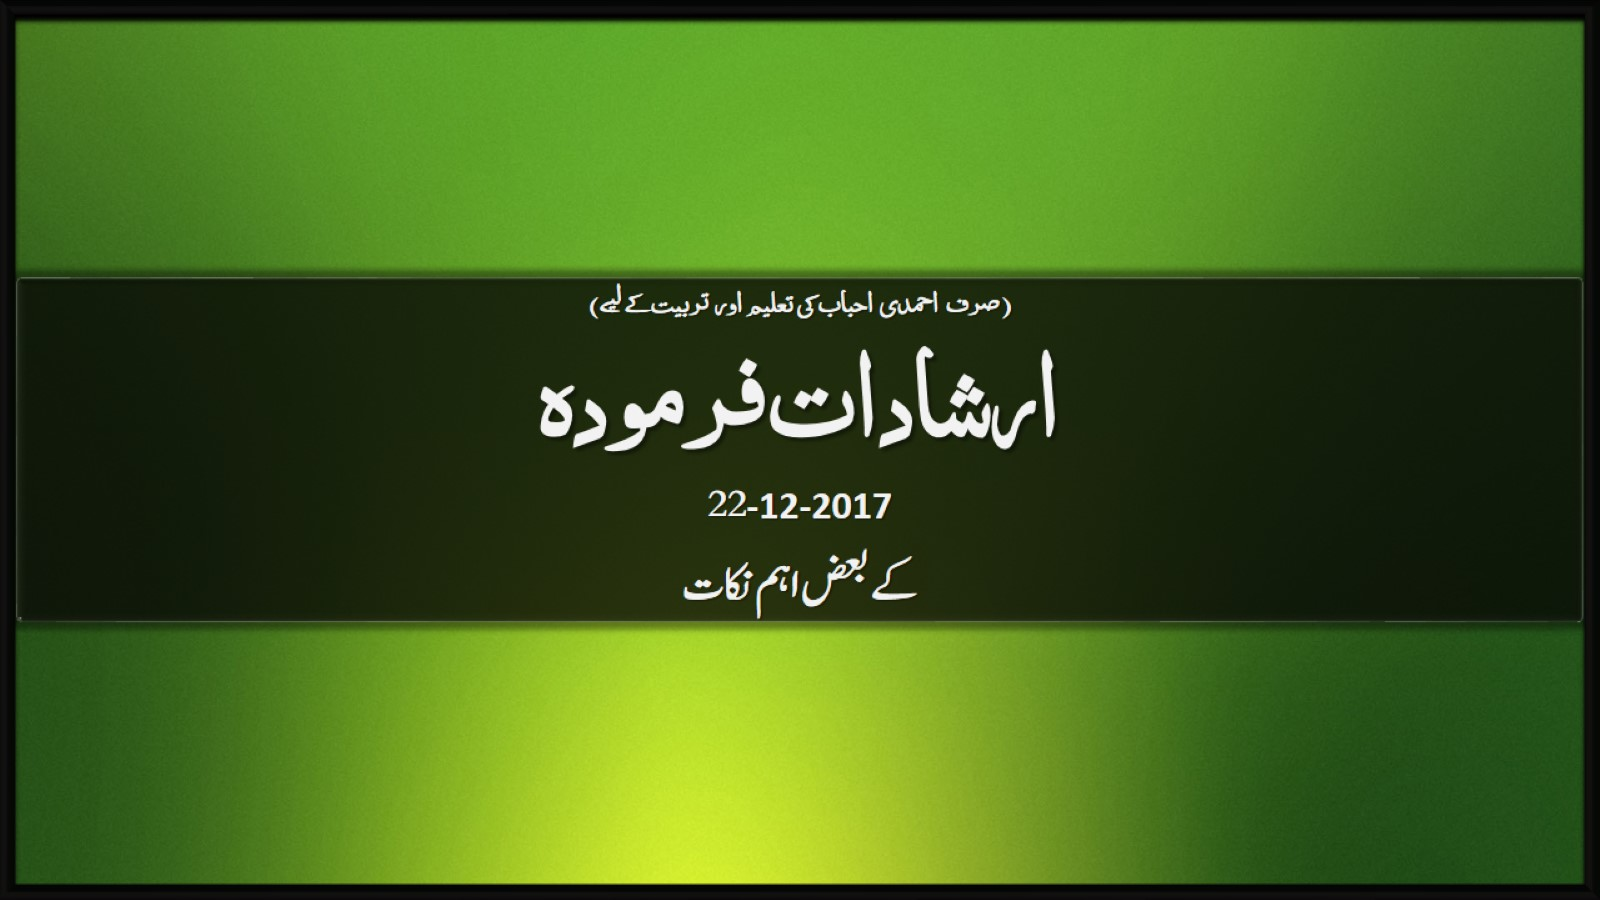 (صرف احمدی احباب کی تعلیم اور تربیت کے لیے)
ارشادات فرمودہ
22-12-2017
کے بعض اہم نکات